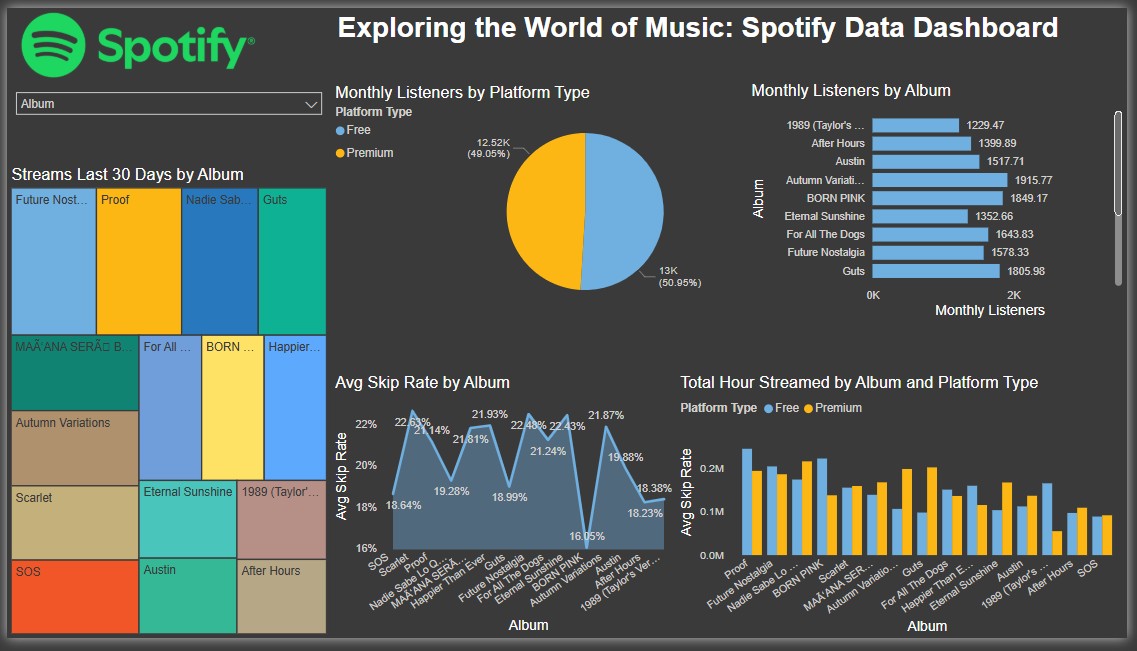 Spotify®
Exploring the World of Music: Spotify Data Dashboard
Album
Streams Last 30 Days by Album
Future Nost...
Proof
Nadie Sab...
Guts
MAÃ‘ANA SERÃ□ B...
For All ...
BORN ...
Happier...
Autumn Variations
Scarlet
Eternal Sunshine
1989 (Taylor'...
SOS
Austin
After Hours
Monthly Listeners by Platform Type
Platform Type
Free
Premium
12.52K
(49.05%)
13K
(50.95%)
Monthly Listeners by Album
Album
1989 (Taylor's ... 1229.47
After Hours 1399.89
Austin 1517.71
Autumn Variati... 1915.77
BORN PINK 1849.17
Eternal Sunshine 1352.66
For All The Dogs 1643.83
Future Nostalgia 1578.33
Guts 1805.98
0K 2K
Monthly Listeners
Avg Skip Rate by Album
Avg Skip Rate
22%
20%
18%
16%
18.64%
22.63%
21.14%
19.28%
21.81%
21.93%
18.99%
22.48%
21.24%
22.43%
16.05%
21.87%
19.88%
18.23%
18.38%
SOS
Scarlet
Proof
Nadie Sabe Lo Q...
MAÃ‘ANA SERÃ...
Happier Than Ever
Guts
Future Nostalgia
For All The Dogs
Eternal Sunshine
BORN PINK
Autumn Variations
Austin
After Hours
1989 (Taylor's Ver...
Album
Total Hour Streamed by Album and Platform Type
Platform Type Free Premium
Avg Skip Rate
0.2M
0.1M
0.0M
Proof
Future Nostalgia
Nadie Sabe Lo ...
BORN PINK
Scarlet
MAÃ‘ANA SER...
Autumn Variatio...
Guts
For All The Dogs
Happier Than E...
Eternal Sunshine
Austin
1989 (Taylor's ...
After Hours
SOS
Album